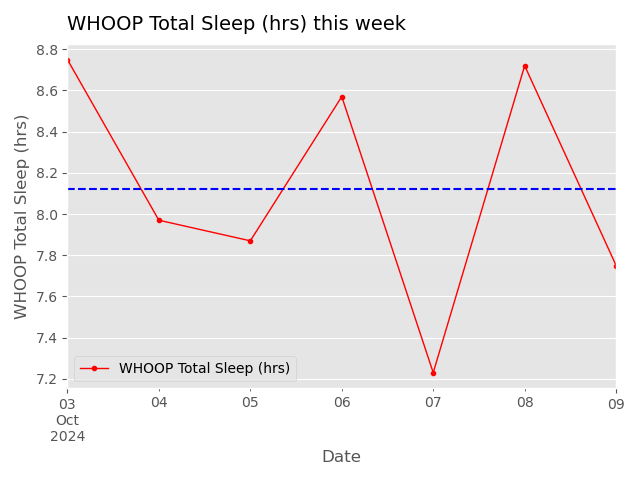 WHOOP Total Sleep (hrs) this week
WHOOP Total Sleep (hrs)
8.8
8.6
8.4
8.2
8.0
7.8
7.6
7.4
7.2
WHOOP Total Sleep (hrs)
03 04 05 06 07 08 09
Oct
2024
Date